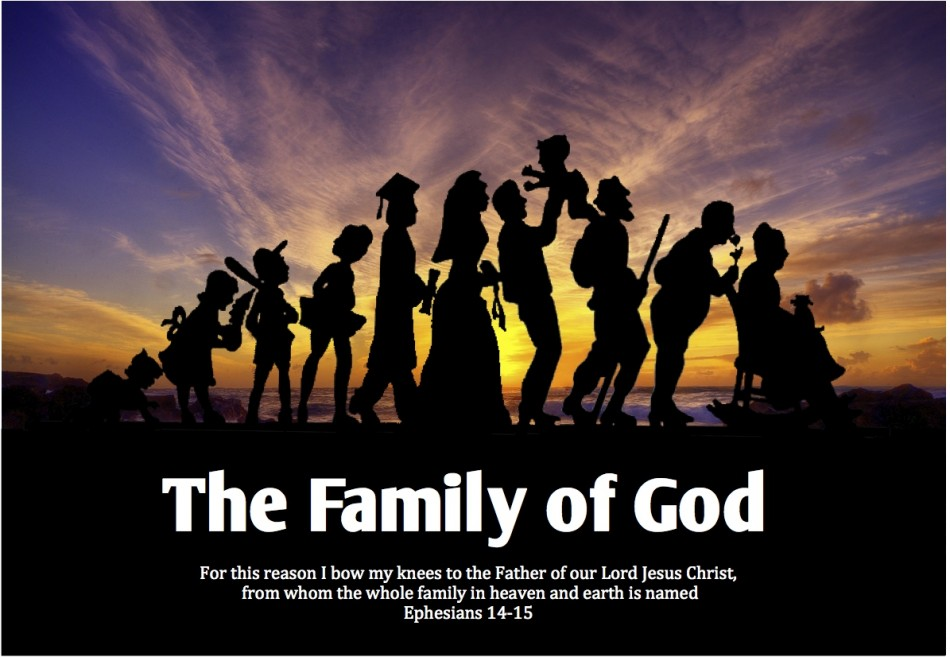 The Family of God
For this reason I bow my knees to the Father of our Lord Jesus Christ,
from whom the whole family in heaven and earth is named
Ephesians 14-15